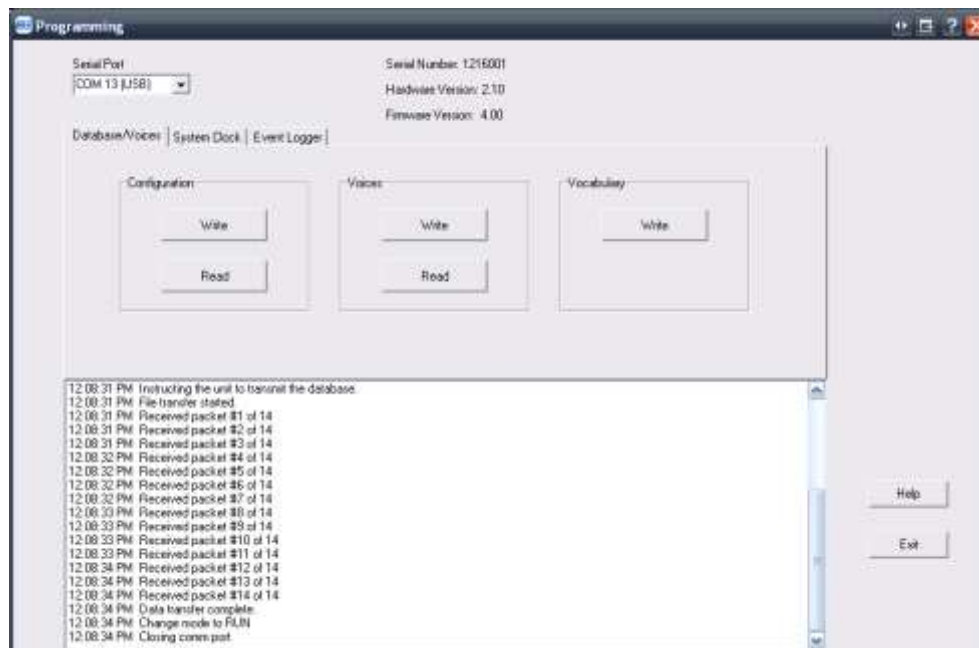 Programming
Serial Port
COM 13 (USB)
Serial Number: 1216001
Hardware Version: 2.10
Firmware Version: 4.00
Database/Voices System Clock Event Logger
Configuration Voices Vocabulary
Write Write Write
Read Read
12:08:31 PM Instructing the unit to transmit the database.
12:08:31 PM File transfer started.
12:08:31 PM Received packet #1 of 14
12:08:31 PM Received packet #2 of 14
12:08:31 PM Received packet #3 of 14
12:08:32 PM Received packet #4 of 14
12:08:32 PM Received packet #5 of 14
12:08:32 PM Received packet #6 of 14
12:08:32 PM Received packet #7 of 14
12:08:33 PM Received packet #8 of 14
12:08:33 PM Received packet #9 of 14
12:08:33 PM Received packet #10 of 14
12:08:33 PM Received packet #11 of 14
12:08:34 PM Received packet #12 of 14
12:08:34 PM Received packet #13 of 14
12:08:34 PM Received packet #14 of 14
12:08:34 PM Data transfer complete.
12:08:34 PM Change mode to RUN
12:08:34 PM Closing comm port
Help
Exit